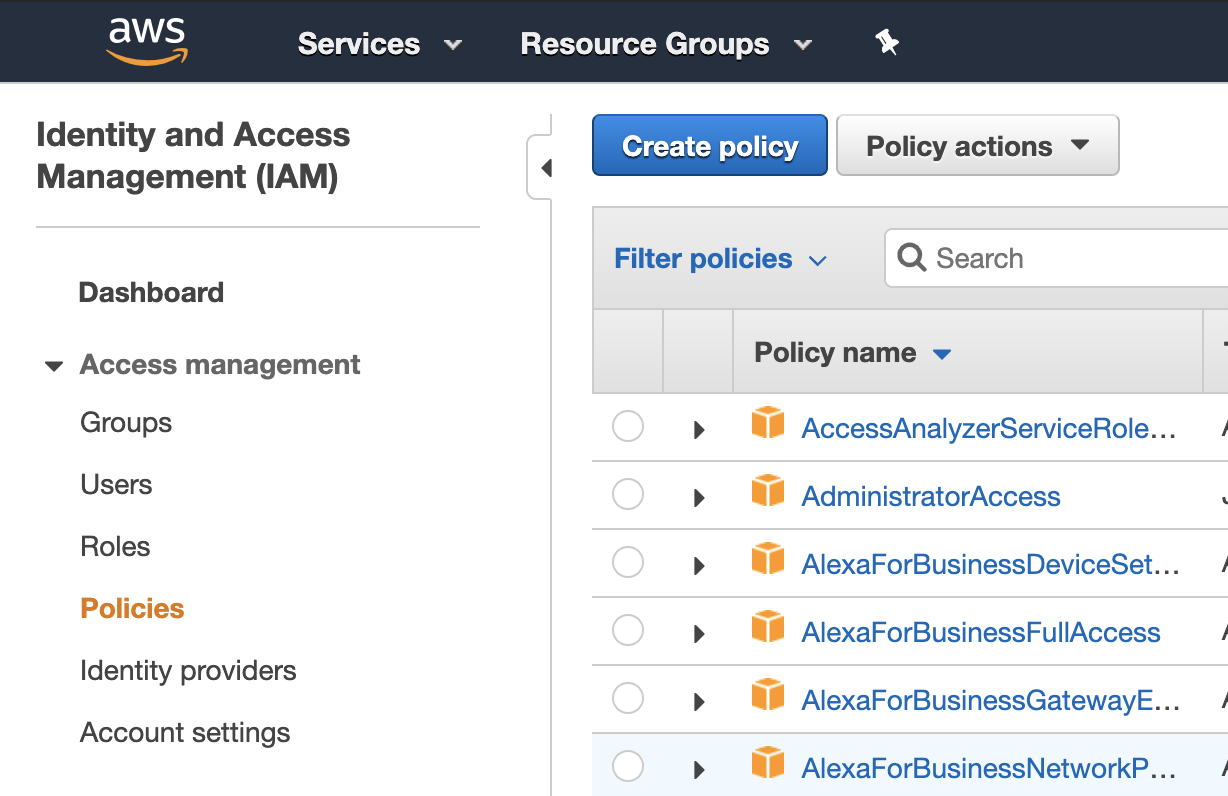 aws Services Resource Groups
Identity and Access
Management (IAM)
Dashboard
Access management
Groups
Users
Roles
Policies
Identity providers
Account settings
Create policy Policy actions
Filter policies Search
Policy name
AccessAnalyzerServiceRole...
AdministratorAccess
AlexaForBusinessDeviceSet...
AlexaForBusinessFullAccess
AlexaForBusinessGatewayE...
AlexaForBusinessNetworkP...